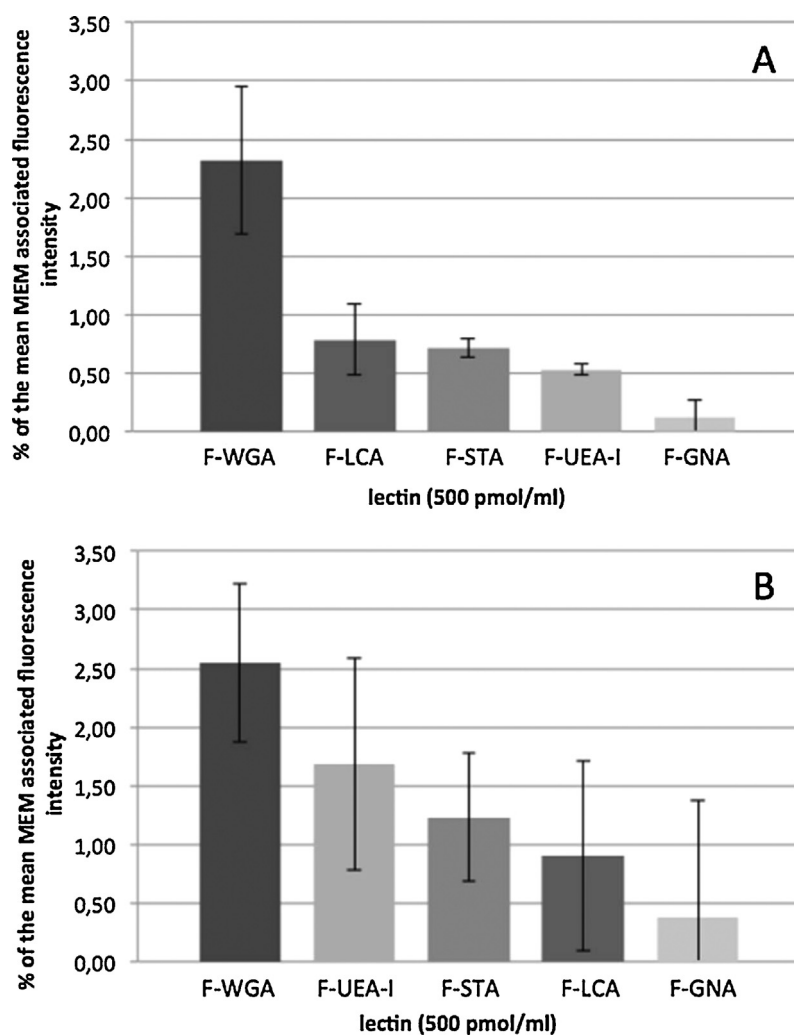 % of the mean MEM associated fluorescence
intensity
3,50
3,00
2,50
2,00
1,50
1,00
0,50
0,00
A
F-WGA F-LCA F-STA F-UEA-I F-GNA
lectin (500 pmol/ml)
% of the mean MEM associated fluorescence
intensity
3,50
3,00
2,50
2,00
1,50
1,00
0,50
0,00
B
F-WGA F-UEA-I F-STA F-LCA F-GNA
lectin (500 pmol/ml)